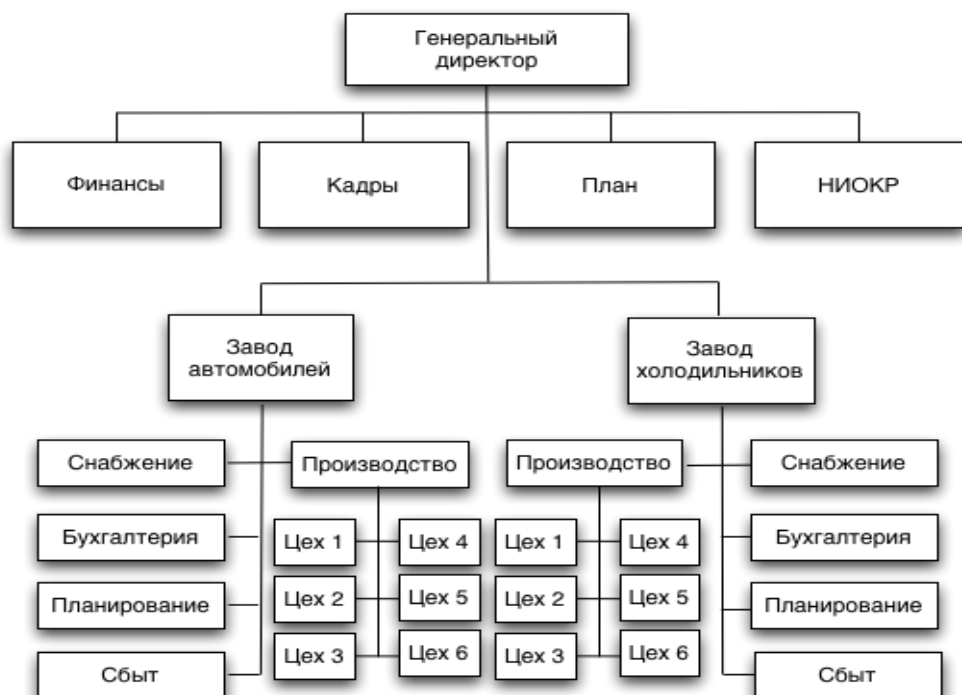 Генеральный
директор
Финансы
Кадры
План
НИОКР
Завод
автомобилей
Завод
холодильников
Снабжение
Производство
Производство
Снабжение
Бухгалтерия
Цех 1
Цех 4
Цех 1
Цех 4
Бухгалтерия
Планирование
Цех 2
Цех 5
Цех 2
Цех 5
Планирование
Сбыт
Цех 3
Цех 6
Цех 3
Цех 6
Сбыт